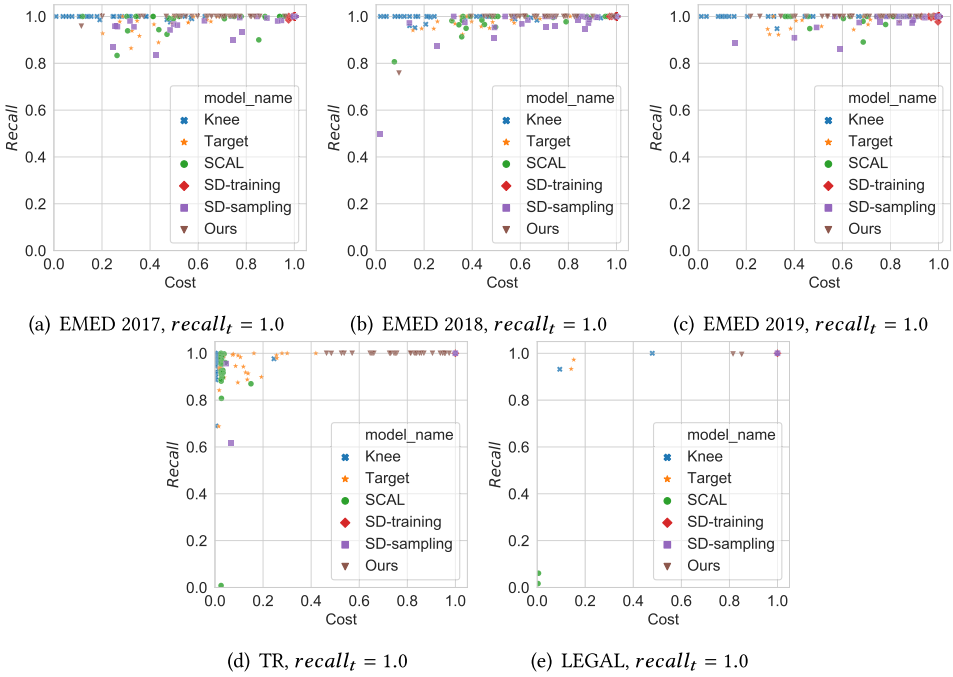 1.0
0.8
0.6
0.4
0.2
0.0
Recall
model_name
Knee
Target
SCAL
SD-training
SD-sampling
Ours
0.0 0.2 0.4 0.6 0.8 1.0
Cost
(a) EMED 2017, recall_t = 1.0
1.0
0.8
0.6
0.4
0.2
0.0
Recall
model_name
Knee
Target
SCAL
SD-training
SD-sampling
Ours
0.0 0.2 0.4 0.6 0.8 1.0
Cost
(b) EMED 2018, recall_t = 1.0
1.0
0.8
0.6
0.4
0.2
0.0
Recall
model_name
Knee
Target
SCAL
SD-training
SD-sampling
Ours
0.0 0.2 0.4 0.6 0.8 1.0
Cost
(c) EMED 2019, recall_t = 1.0
1.0
0.8
0.6
0.4
0.2
0.0
Recall
model_name
Knee
Target
SCAL
SD-training
SD-sampling
Ours
0.0 0.2 0.4 0.6 0.8 1.0
Cost
(d) TR, recall_t = 1.0
1.0
0.8
0.6
0.4
0.2
0.0
Recall
model_name
Knee
Target
SCAL
SD-training
SD-sampling
Ours
0.0 0.2 0.4 0.6 0.8 1.0
Cost
(e) LEGAL, recall_t = 1.0